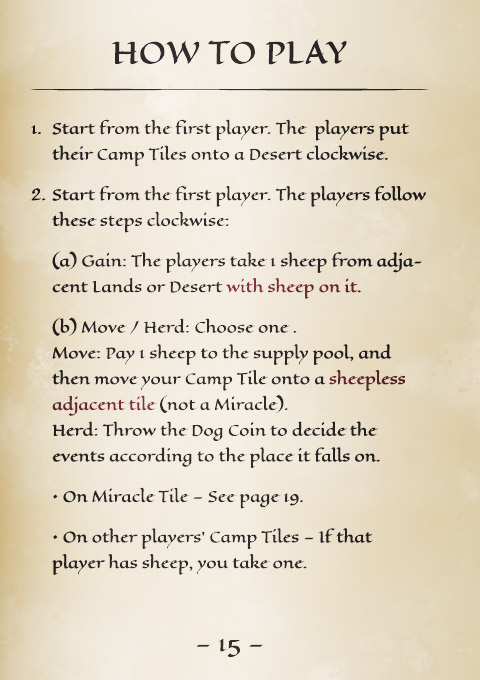 HOW TO PLAY
1. Start from the first player. The players put
their Camp Tiles onto a Desert clockwise.
2. Start from the first player. The players follow
these steps clockwise:
(a) Gain: The players take 1 sheep from adja-
cent Lands or Desert with sheep on it.
(b) Move / Herd: Choose one .
Move: Pay 1 sheep to the supply pool, and
then move your Camp Tile onto a sheepless
adjacent tile (not a Miracle).
Herd: Throw the Dog Coin to decide the
events according to the place it falls on.
• On Miracle Tile – See page 19.
• On other players' Camp Tiles – If that
player has sheep, you take one.
– 15 –